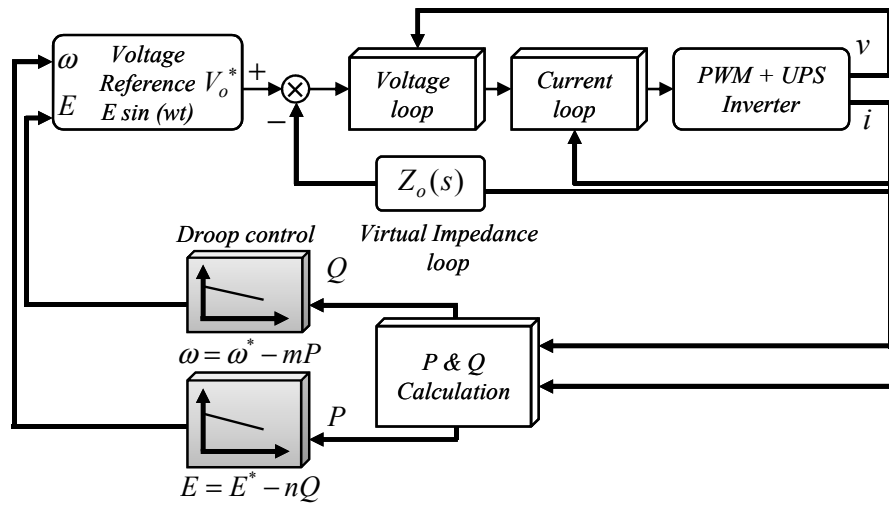 ω
E
Voltage
Reference
E sin (wt)
V_o^*
+
−
Voltage
loop
Current
loop
PWM + UPS
Inverter
v
i
Z_o(s)
Virtual Impedance
loop
Droop control
Q
ω = ω^* − mP
P & Q
Calculation
P
E = E^* − nQ